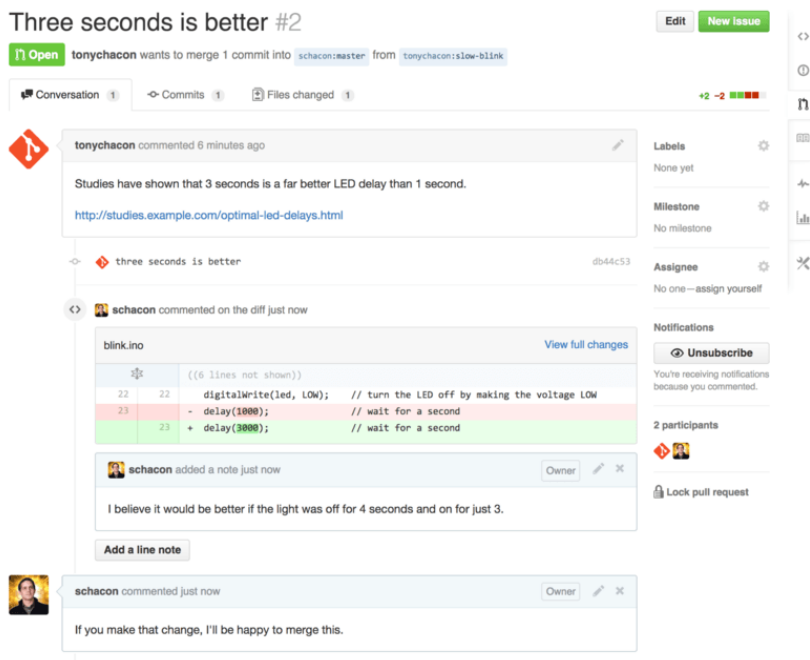 Three seconds is better #2
Edit
New Issue
Open
tonychacon wants to merge 1 commit into schacon:master from tonychacon:slow-blink
Conversation 1
Commits 1
Files changed 1
+2 −2
tonychacon commented 6 minutes ago
Studies have shown that 3 seconds is a far better LED delay than 1 second.
http://studies.example.com/optimal-led-delays.html
three seconds is better db44c53
schacon commented on the diff just now
blink.ino View full changes
((6 lines not shown))
22 22 digitalWrite(led, LOW); // turn the LED off by making the voltage LOW
23 - delay(1000); // wait for a second
23 + delay(3000); // wait for a second
schacon added a note just now Owner
I believe it would be better if the light was off for 4 seconds and on for just 3.
Add a line note
schacon commented just now Owner
If you make that change, I'll be happy to merge this.
Labels
None yet
Milestone
No milestone
Assignee
No one—assign yourself
Notifications
Unsubscribe
You're receiving notifications
because you commented.
2 participants
Lock pull request